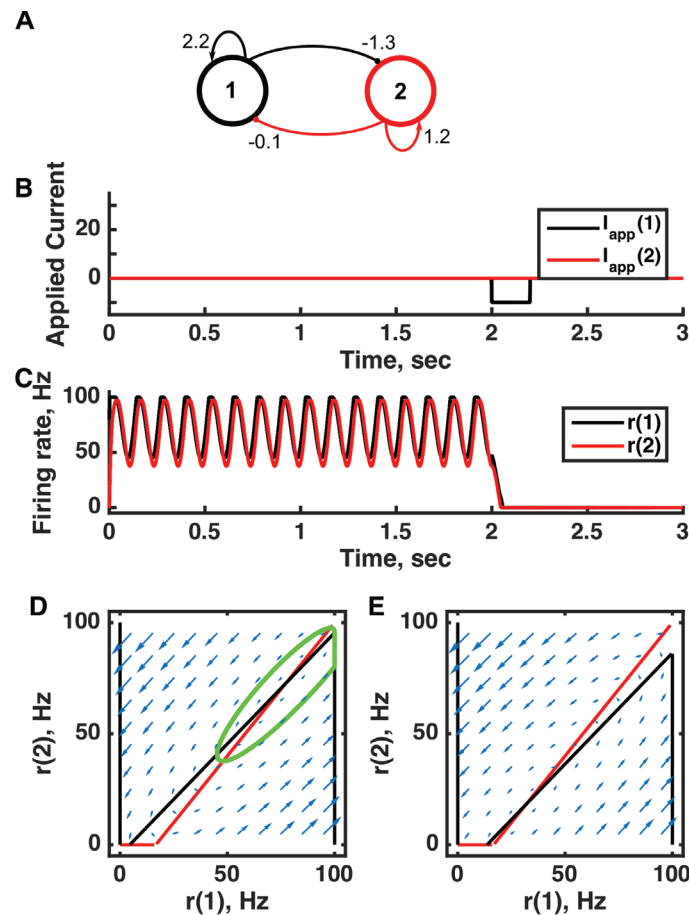 A
2.2
-1.3
1
2
-0.1
1.2
B
Applied Current
20
0
I_app(1)
I_app(2)
0 0.5 1 1.5 2 2.5 3
Time, sec
C
Firing rate, Hz
100
50
0
r(1)
r(2)
0 0.5 1 1.5 2 2.5 3
Time, sec
D
r(2), Hz
100
50
0
0 50 100
r(1), Hz
E
r(2), Hz
100
50
0
0 50 100
r(1), Hz